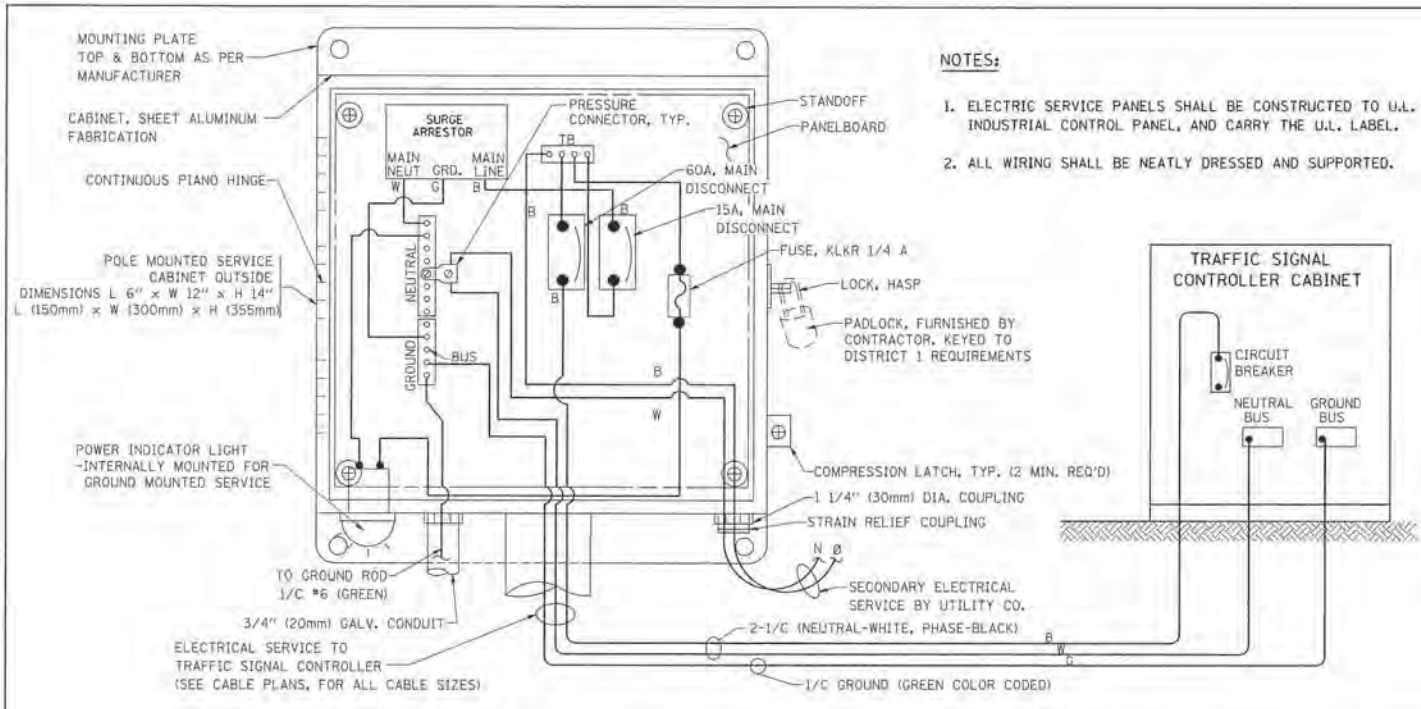 MOUNTING PLATE
TOP & BOTTOM AS PER
MANUFACTURER
CABINET, SHEET ALUMINUM
FABRICATION
CONTINUOUS PIANO HINGE
POLE MOUNTED SERVICE
CABINET OUTSIDE
DIMENSIONS L 6" x W 12" x H 14"
L (150mm) x W (300mm) x H (355mm)
POWER INDICATOR LIGHT
-INTERNALLY MOUNTED FOR
GROUND MOUNTED SERVICE
SURGE
ARRESTOR
MAIN
NEUT
GRD.
MAIN
LINE
W
G
B
PRESSURE
CONNECTOR, TYP.
TB
STANDOFF
PANELBOARD
60A, MAIN
DISCONNECT
15A, MAIN
DISCONNECT
B
B
B
FUSE, KLKR 1/4 A
NEUTRAL
GROUND
BUS
LOCK, HASP
PADLOCK, FURNISHED BY
CONTRACTOR, KEYED TO
DISTRICT 1 REQUIREMENTS
B
W
COMPRESSION LATCH, TYP. (2 MIN. REQ'D)
1 1/4" (30mm) DIA. COUPLING
STRAIN RELIEF COUPLING
N Ø
SECONDARY ELECTRICAL
SERVICE BY UTILITY CO.
TO GROUND ROD
1/C #6 (GREEN)
3/4" (20mm) GALV. CONDUIT
ELECTRICAL SERVICE TO
TRAFFIC SIGNAL CONTROLLER
(SEE CABLE PLANS, FOR ALL CABLE SIZES)
2-1/C (NEUTRAL-WHITE, PHASE-BLACK)
1/C GROUND (GREEN COLOR CODED)
B
W
G
NOTES:
1. ELECTRIC SERVICE PANELS SHALL BE CONSTRUCTED TO U.L.
INDUSTRIAL CONTROL PANEL, AND CARRY THE U.L. LABEL.
2. ALL WIRING SHALL BE NEATLY DRESSED AND SUPPORTED.
TRAFFIC SIGNAL
CONTROLLER CABINET
CIRCUIT
BREAKER
NEUTRAL
BUS
GROUND
BUS